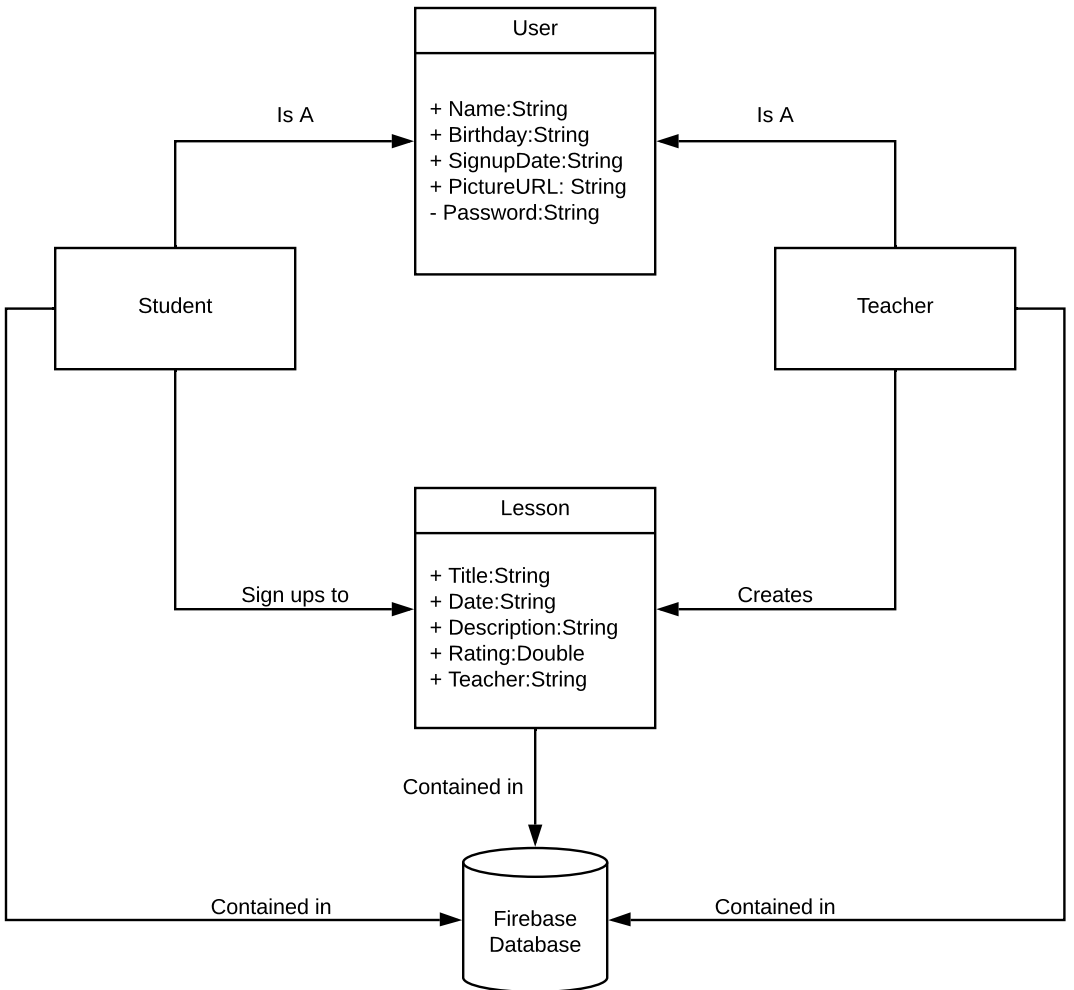 User
+ Name:String
+ Birthday:String
+ SignupDate:String
+ PictureURL: String
- Password:String
Is A
Is A
Student
Teacher
Lesson
+ Title:String
+ Date:String
+ Description:String
+ Rating:Double
+ Teacher:String
Sign ups to
Creates
Contained in
Contained in
Contained in
Firebase
Database